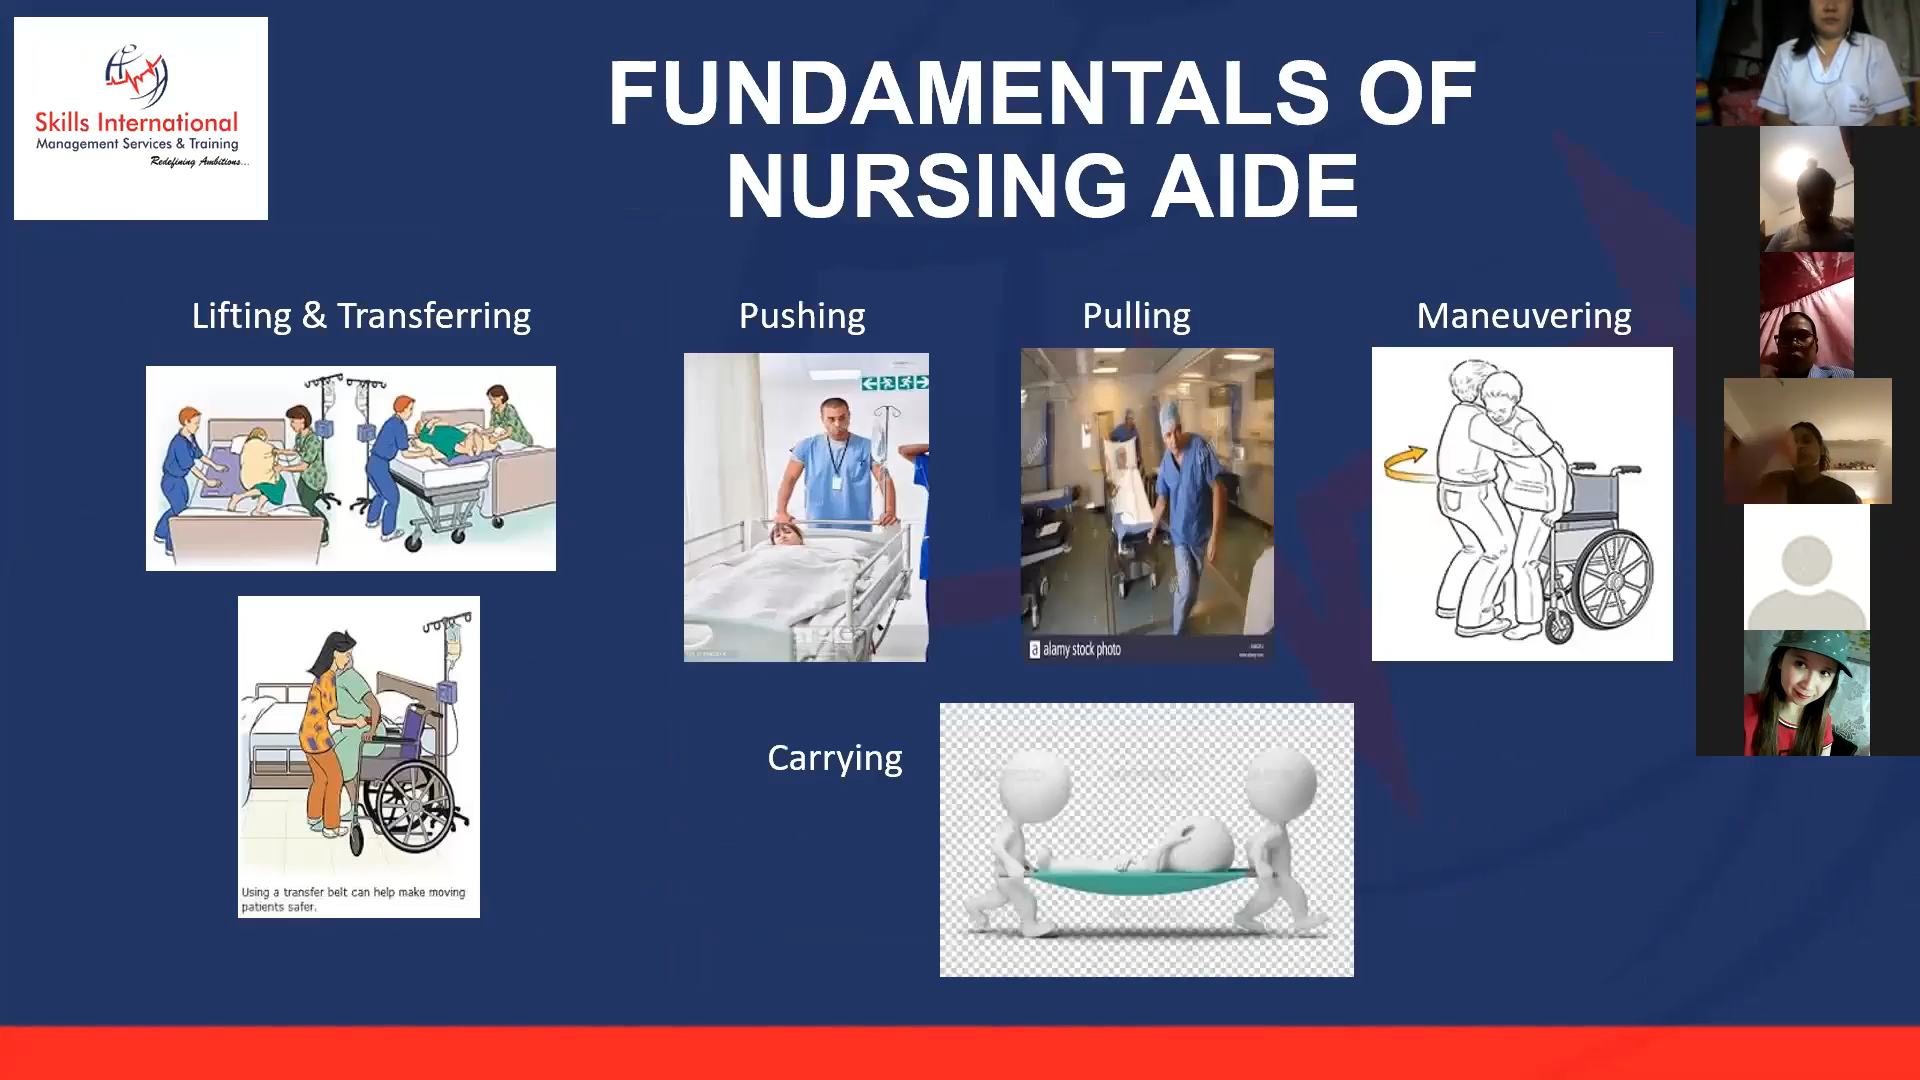 Skills International
Management Services & Training
Redefining Ambitions...
FUNDAMENTALS OF
NURSING AIDE
Lifting & Transferring
Pushing
Pulling
Maneuvering
alamy
a alamy stock photo
Using a transfer belt can help make moving
patients safer.
Carrying